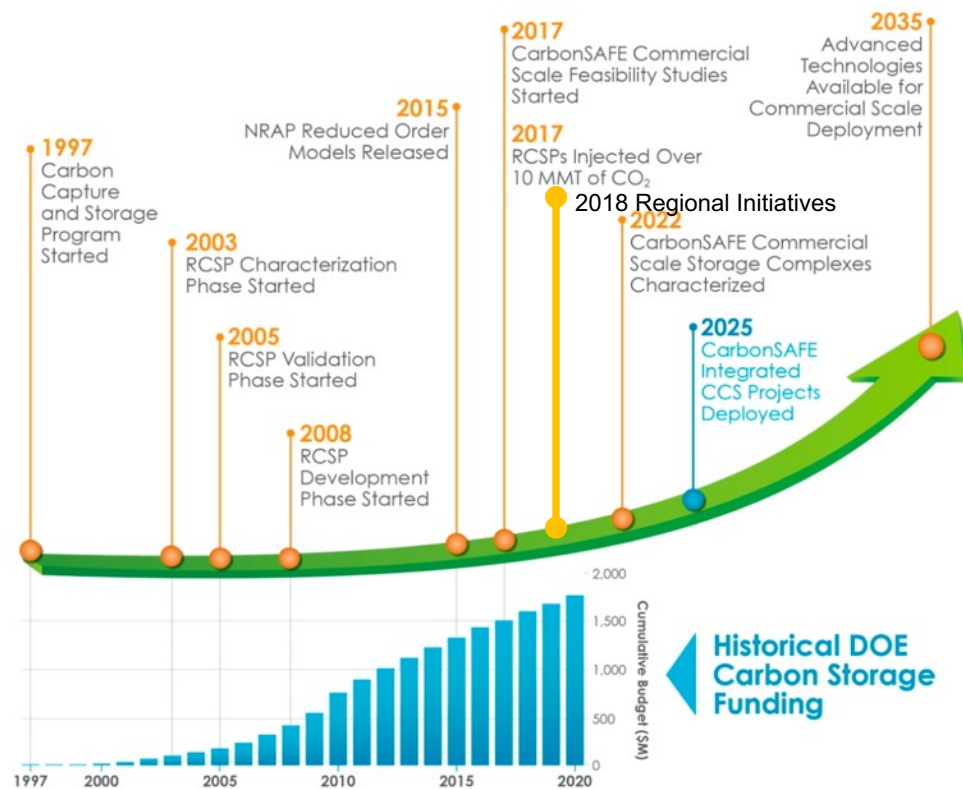 1997
Carbon
Capture
and Storage
Program
Started
2003
RCSP Characterization
Phase Started
2005
RCSP Validation
Phase Started
2008
RCSP
Development
Phase Started
2015
NRAP Reduced Order
Models Released
2017
CarbonSAFE Commercial
Scale Feasibility Studies
Started
2017
RCSPs Injected Over
10 MMT of CO₂
2018 Regional Initiatives
2022
CarbonSAFE Commercial
Scale Storage Complexes
Characterized
2025
CarbonSAFE
Integrated
CCS Projects
Deployed
2035
Advanced
Technologies
Available for
Commercial Scale
Deployment
2,000
1,500
1,000
500
0
Cumulative Budget ($M)
1997 2000 2005 2010 2015 2020
Historical DOE
Carbon Storage
Funding